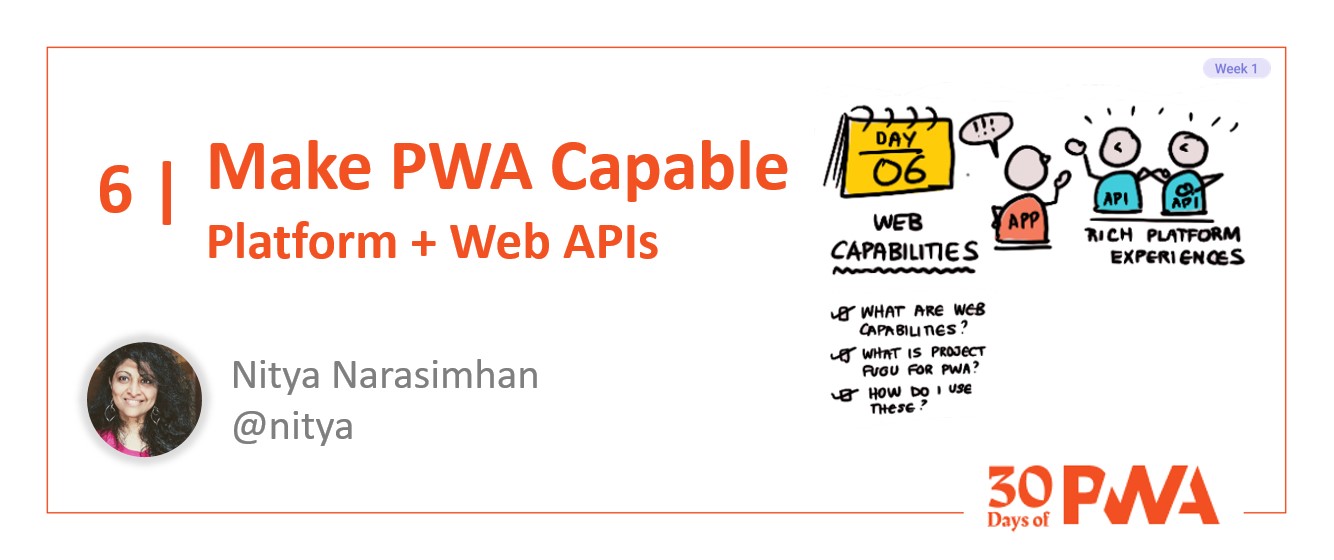 Week 1
6 |
Make PWA Capable
Platform + Web APIs
Nitya Narasimhan
@nitya
DAY
06
!!!
APP
API
API
WEB
CAPABILITIES
RICH PLATFORM
EXPERIENCES
WHAT ARE WEB
CAPABILITIES?
WHAT IS PROJECT
FUGU FOR PWA?
HOW DO I USE
THESE?
30
Days of
PWA